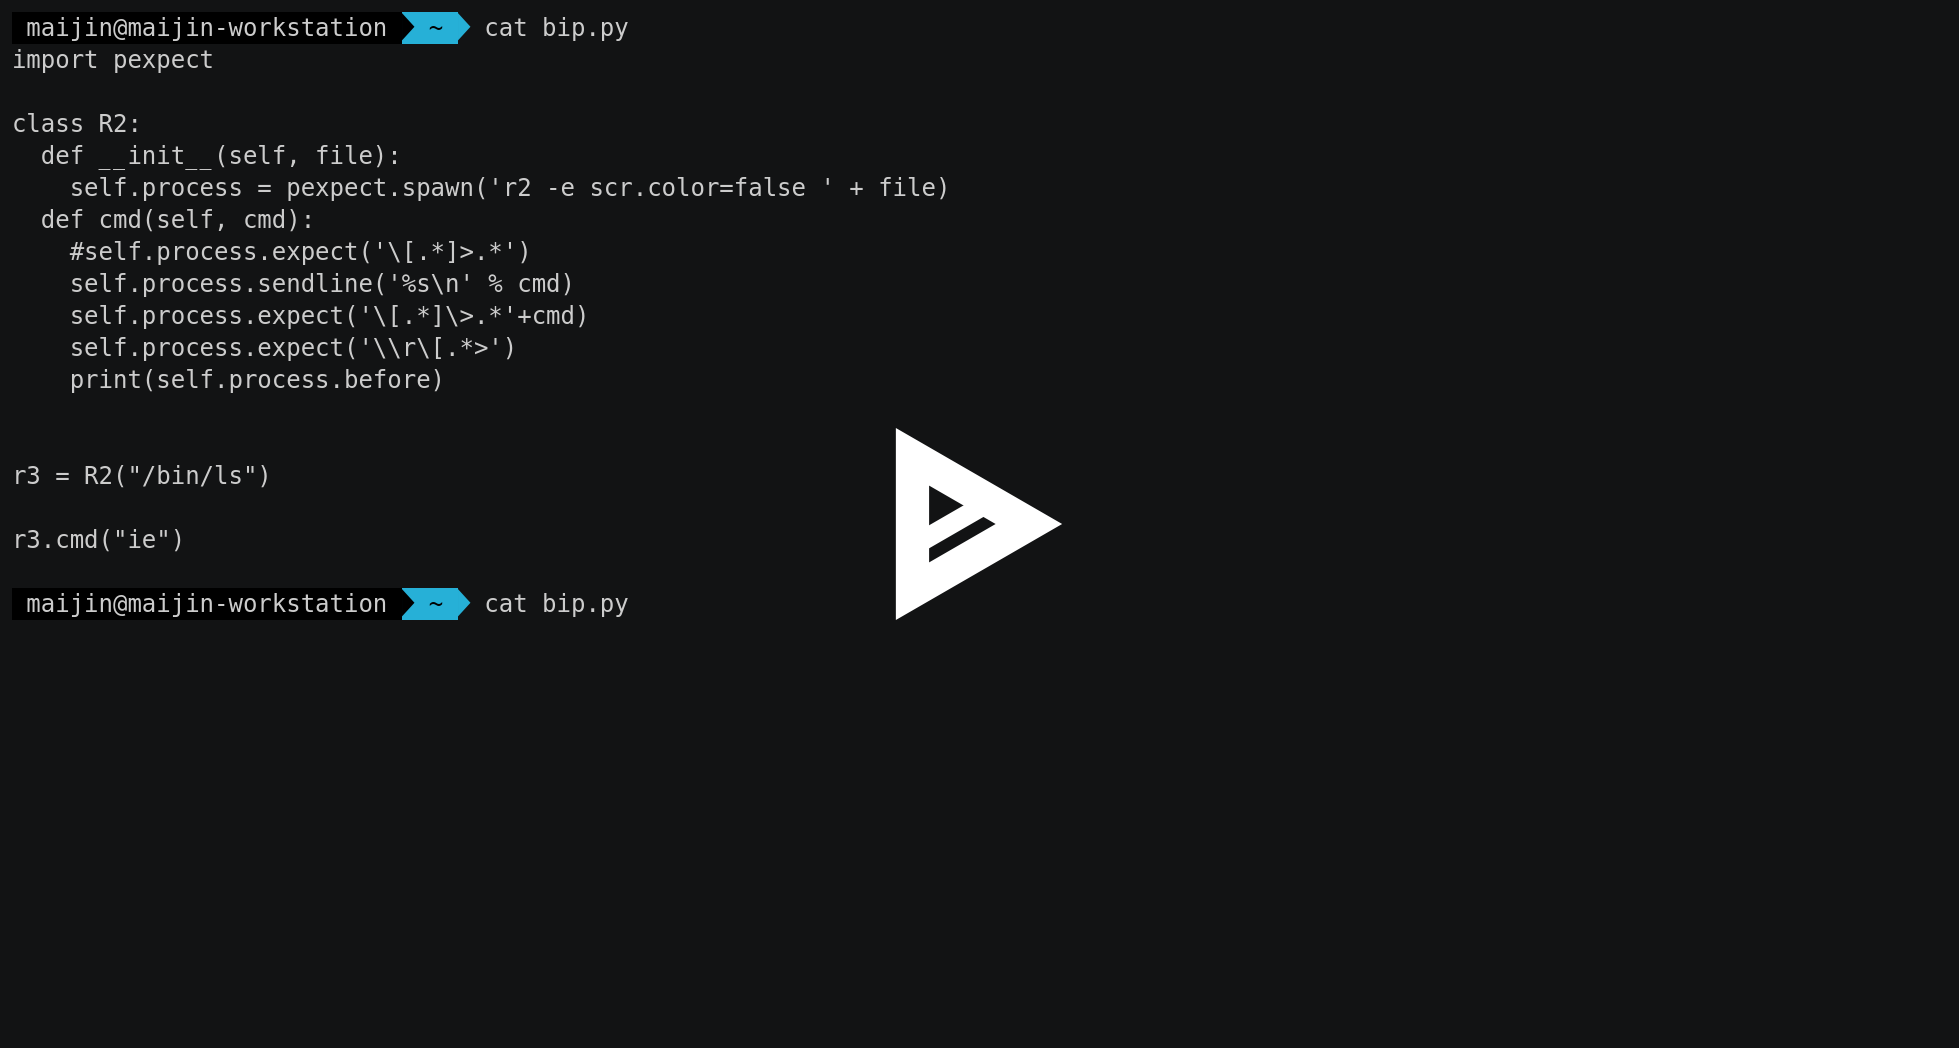 maijin@maijin-workstation ~ cat bip.py
import pexpect
class R2:
  def __init__(self, file):
    self.process = pexpect.spawn('r2 -e scr.color=false ' + file)
  def cmd(self, cmd):
    #self.process.expect('\[.*]>.*')
    self.process.sendline('%s\n' % cmd)
    self.process.expect('\[.*]\>.*'+cmd)
    self.process.expect('\\r\[.*>')
    print(self.process.before)
r3 = R2("/bin/ls")
r3.cmd("ie")
maijin@maijin-workstation ~ cat bip.py